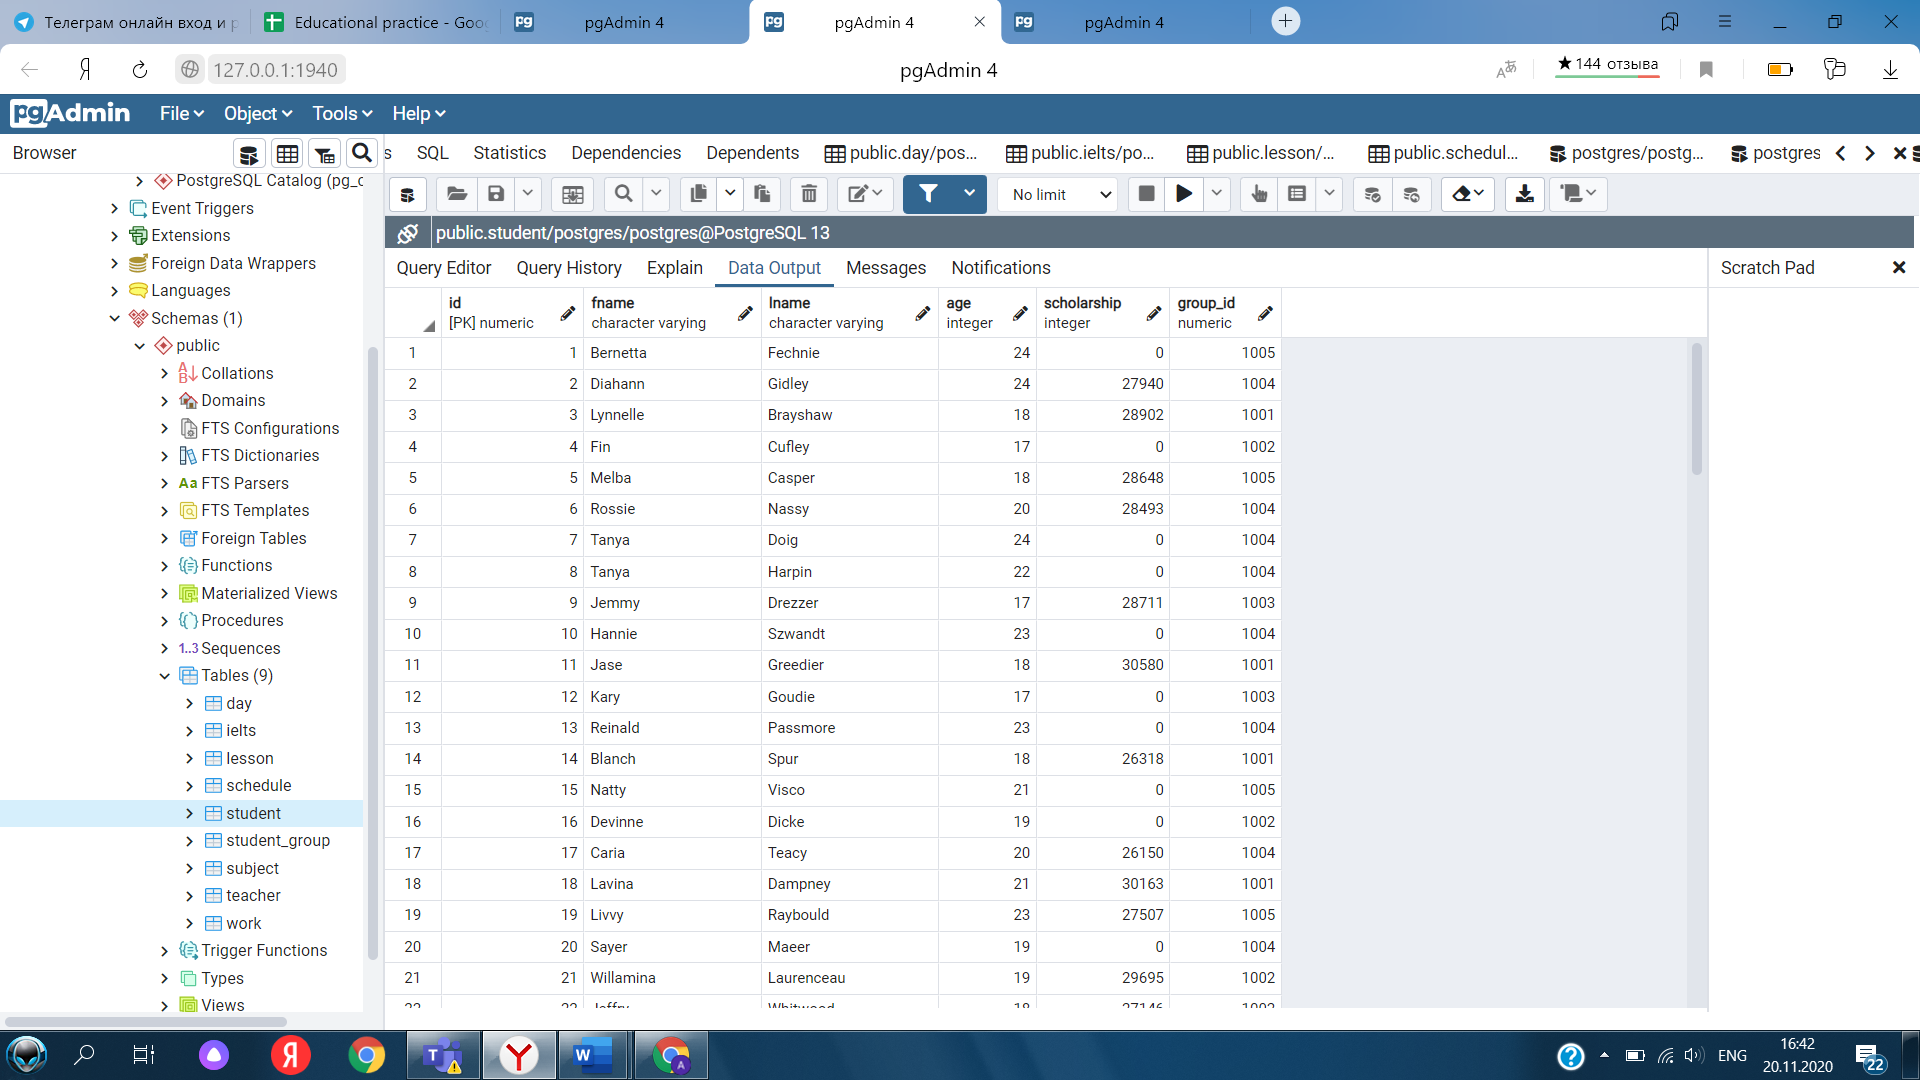 Телеграм онлайн вход и р
Educational practice - Goo
pgAdmin 4
pgAdmin 4
pgAdmin 4
127.0.0.1:1940
pgAdmin 4
★144 отзыва
pgAdmin
File
Object
Tools
Help
Browser
s
SQL
Statistics
Dependencies
Dependents
public.day/pos...
public.ielts/po...
public.lesson/...
public.schedul...
postgres/postg...
postgres
PostgreSQL Catalog (pg_c
Event Triggers
Extensions
Foreign Data Wrappers
Languages
Schemas (1)
public
Collations
Domains
FTS Configurations
FTS Dictionaries
Aa FTS Parsers
FTS Templates
Foreign Tables
Functions
Materialized Views
Procedures
1..3 Sequences
Tables (9)
day
ielts
lesson
schedule
student
student_group
subject
teacher
work
Trigger Functions
Types
Views
No limit
public.student/postgres/postgres@PostgreSQL 13
Query Editor
Query History
Explain
Data Output
Messages
Notifications
Scratch Pad
id [PK] numeric
fname character varying
lname character varying
age integer
scholarship integer
group_id numeric
1 1 Bernetta Fechnie 24 0 1005
2 2 Diahann Gidley 24 27940 1004
3 3 Lynnelle Brayshaw 18 28902 1001
4 4 Fin Cufley 17 0 1002
5 5 Melba Casper 18 28648 1005
6 6 Rossie Nassy 20 28493 1004
7 7 Tanya Doig 24 0 1004
8 8 Tanya Harpin 22 0 1004
9 9 Jemmy Drezzer 17 28711 1003
10 10 Hannie Szwandt 23 0 1004
11 11 Jase Greedier 18 30580 1001
12 12 Kary Goudie 17 0 1003
13 13 Reinald Passmore 23 0 1004
14 14 Blanch Spur 18 26318 1001
15 15 Natty Visco 21 0 1005
16 16 Devinne Dicke 19 0 1002
17 17 Caria Teacy 20 26150 1004
18 18 Lavina Dampney 21 30163 1001
19 19 Livvy Raybould 23 27507 1005
20 20 Sayer Maeer 19 0 1004
21 21 Willamina Laurenceau 19 29695 1002
ENG
16:42
20.11.2020
22